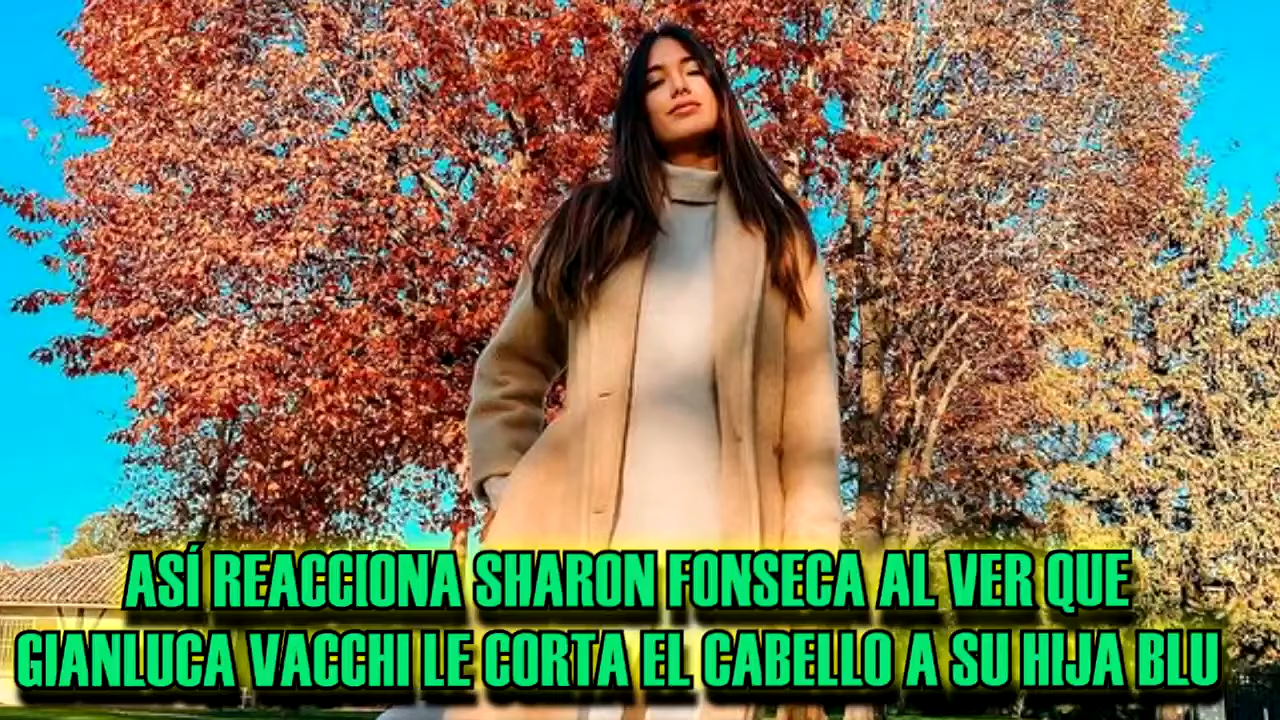 ASÍ REACCIONA SHARON FONSECA AL VER QUE
GIANLUCA VACCHI LE CORTA EL CABELLO A SU HIJA BLU